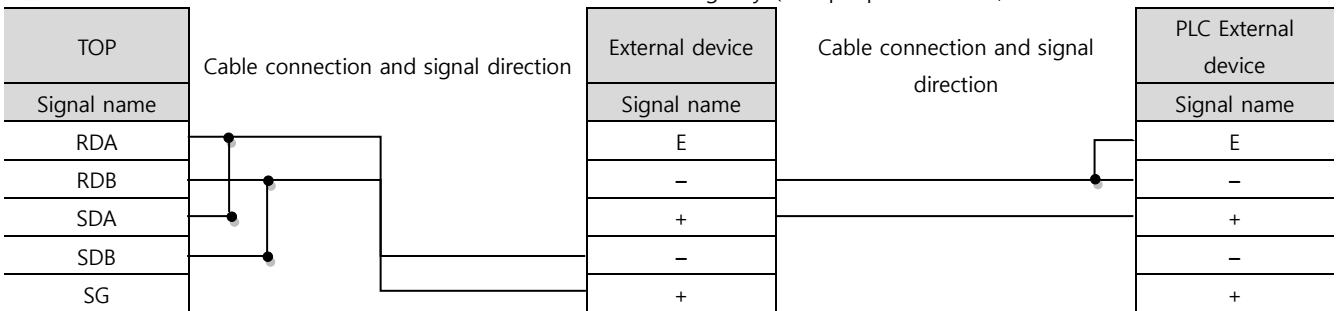 TOP
Cable connection and signal direction
External device
Cable connection and signal
direction
PLC External
device
Signal name
Signal name
Signal name
RDA
E
E
RDB
−
−
SDA
+
+
SDB
−
−
SG
+
+